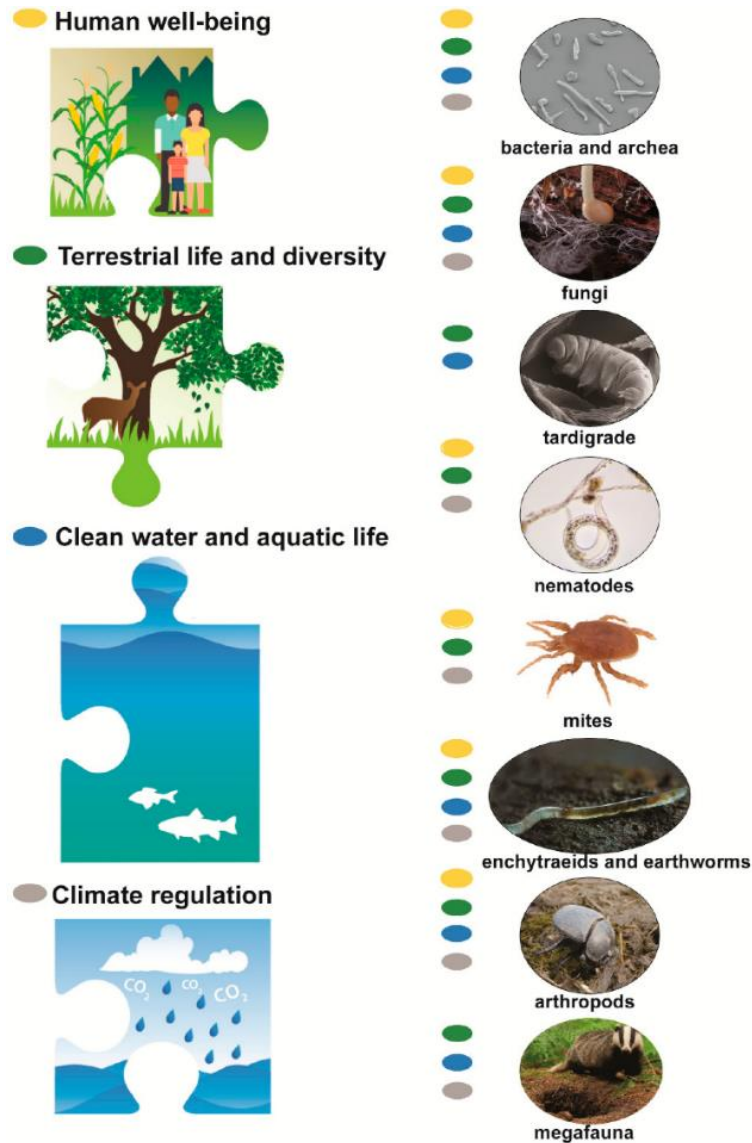 Human well-being
Terrestrial life and diversity
Clean water and aquatic life
Climate regulation
CO2 CO2 CO2
bacteria and archea
fungi
tardigrade
nematodes
mites
enchytraeids and earthworms
arthropods
megafauna